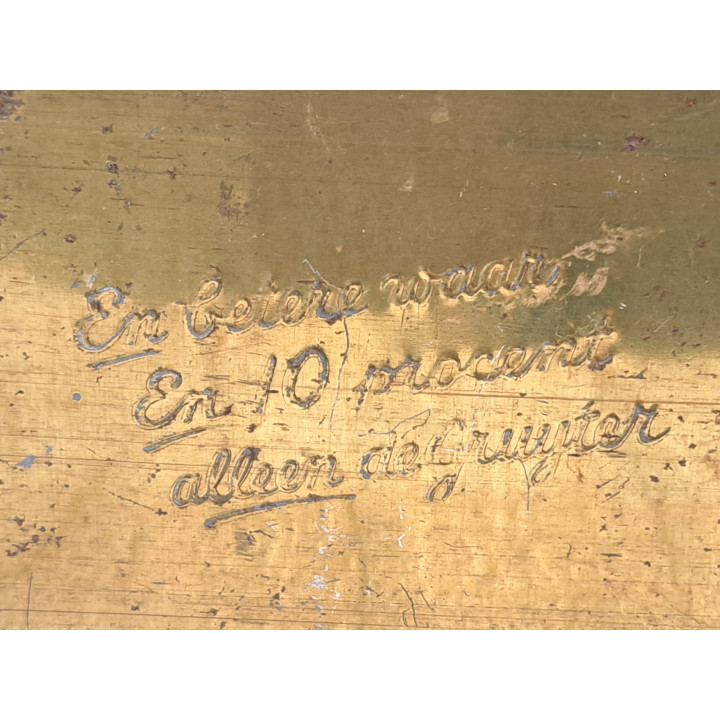 En betere waar,
En 10 procent
alleen de Gruyter